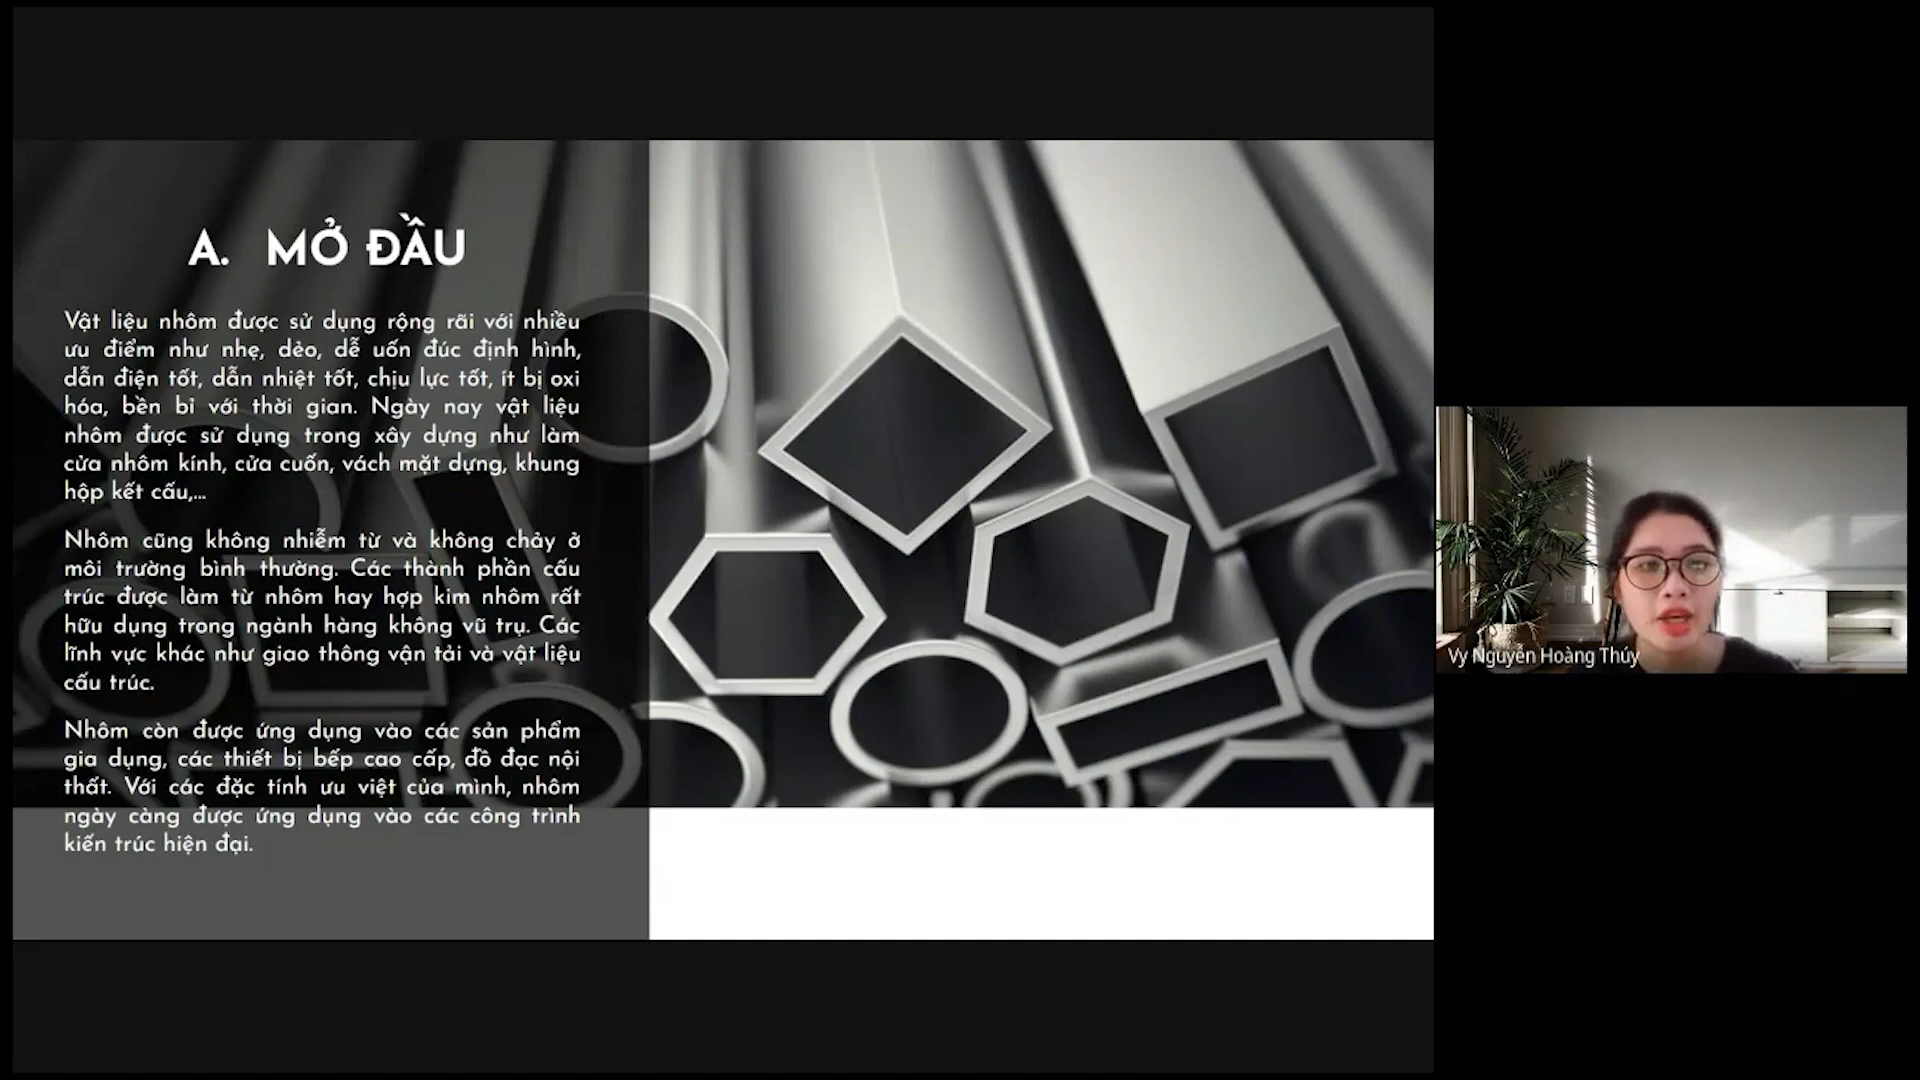 A. MỞ ĐẦU
Vật liệu nhôm được sử dụng rộng rãi với nhiều
ưu điểm như nhẹ, dẻo, dễ uốn đúc định hình,
dẫn điện tốt, dẫn nhiệt tốt, chịu lực tốt, ít bị oxi
hóa, bền bỉ với thời gian. Ngày nay vật liệu
nhôm được sử dụng trong xây dựng như làm
cửa nhôm kính, cửa cuốn, vách mặt dựng, khung
hộp kết cấu,...
Nhôm cũng không nhiễm từ và không chảy ở
môi trường bình thường. Các thành phần cấu
trúc được làm từ nhôm hay hợp kim nhôm rất
hữu dụng trong ngành hàng không vũ trụ. Các
lĩnh vực khác như giao thông vận tải và vật liệu
cấu trúc.
Nhôm còn được ứng dụng vào các sản phẩm
gia dụng, các thiết bị bếp cao cấp, đồ đạc nội
thất. Với các đặc tính ưu việt của mình, nhôm
ngày càng được ứng dụng vào các công trình
kiến trúc hiện đại.
Vy Nguyễn Hoàng Thúy